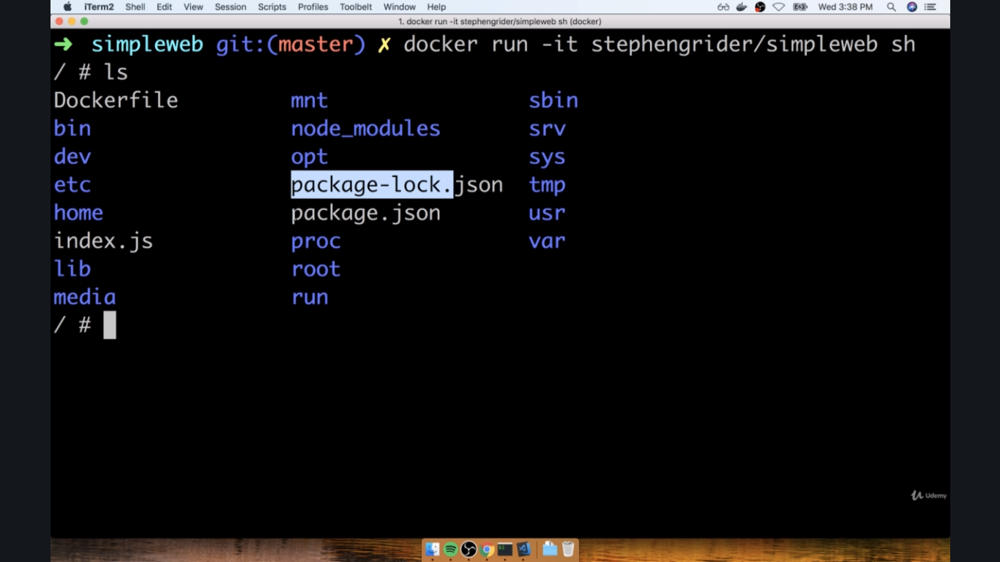 iTerm2 Shell Edit View Session Scripts Profiles Toolbelt Window Help Wed 3:38 PM
1. docker run -it stephengrider/simpleweb sh (docker)
➜ simpleweb git:(master) ✗ docker run -it stephengrider/simpleweb sh
/ # ls
Dockerfile mnt sbin
bin node_modules srv
dev opt sys
etc package-lock.json tmp
home package.json usr
index.js proc var
lib root
media run
/ #
Udemy